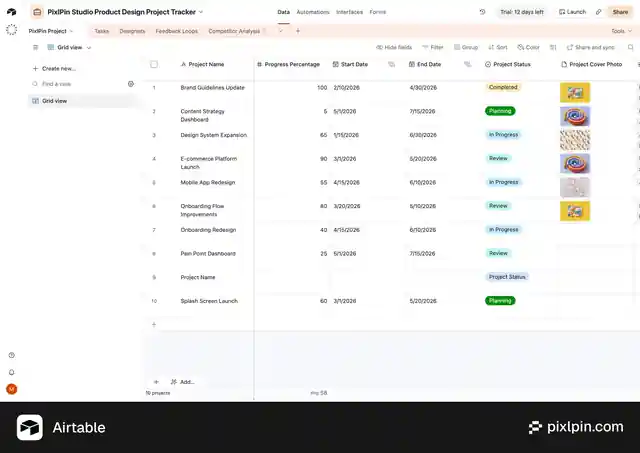 PixlPin Studio Product Design Project Tracker
Data Automations Interfaces Forms
Trial: 12 days left Launch Share
PixlPin Project Tasks Designers Feedback Loops Competitor Analysis Tools
Grid view Hide fields Filter Group Sort Color Share and sync
Create new...
Find a view
Grid view
Project Name Progress Percentage Start Date End Date Project Status Project Cover Photo
1 Brand Guidelines Update 100 2/10/2026 4/30/2026 Completed
2 Content Strategy Dashboard 5 5/1/2026 7/15/2026 Planning
3 Design System Expansion 65 1/15/2026 6/30/2026 In Progress
4 E-commerce Platform Launch 90 3/1/2026 5/20/2026 Review
5 Mobile App Redesign 55 4/15/2026 6/10/2026 In Progress
6 Onboarding Flow Improvements 80 3/20/2026 5/10/2026 Review
7 Onboarding Redesign 40 4/15/2026 6/10/2026 In Progress
8 Pain Point Dashboard 25 5/1/2026 7/15/2026 Review
9 Project Name Project Status
10 Splash Screen Launch 60 3/1/2026 5/20/2026 Planning
Add...
M
projects 58
Airtable
pixlpin.com